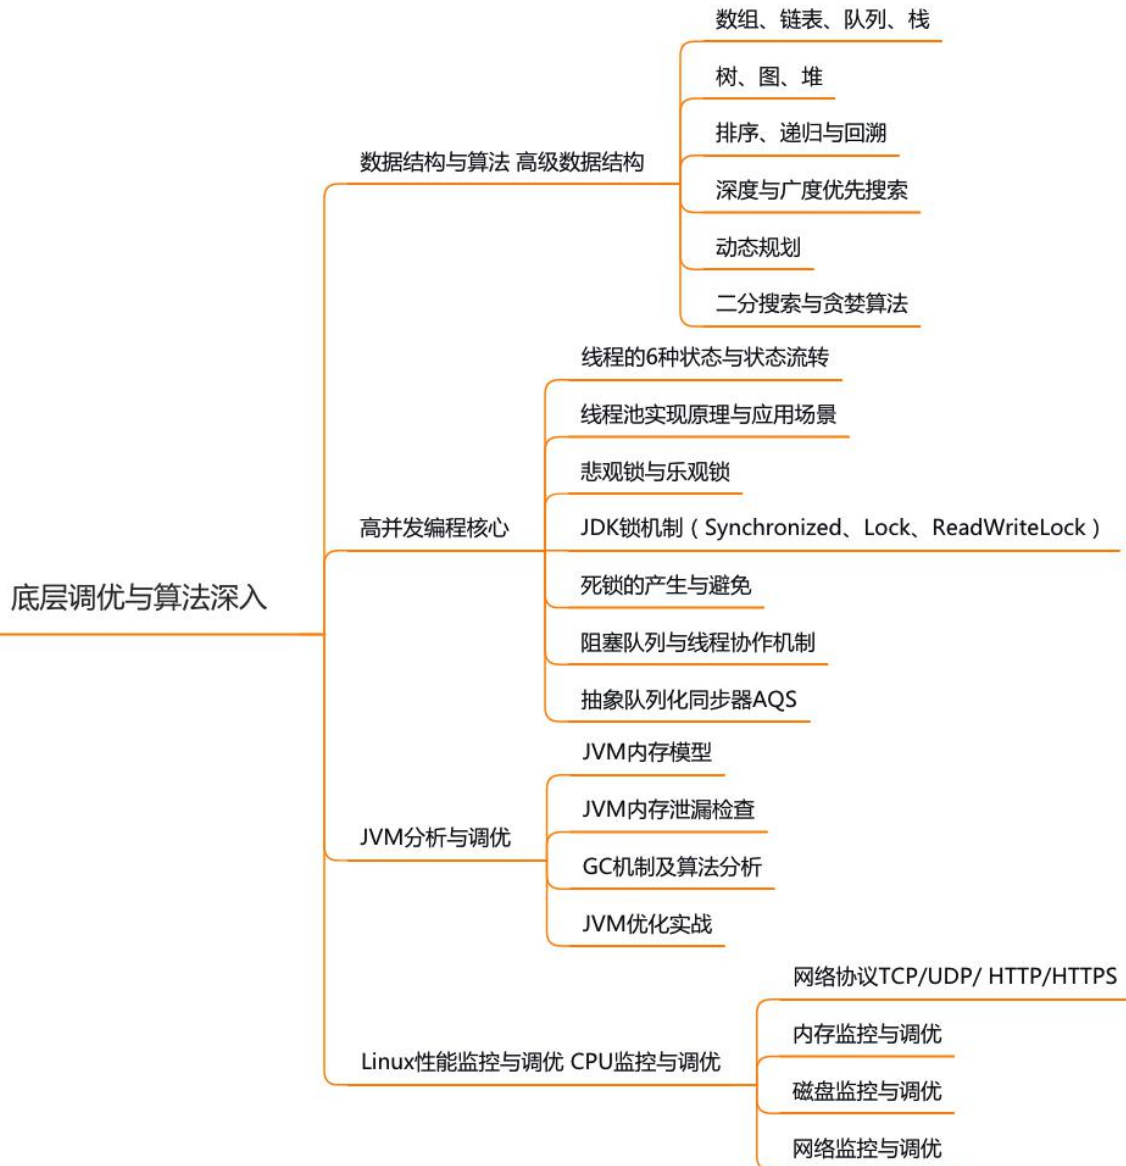 底层调优与算法深入
数据结构与算法 高级数据结构
数组、链表、队列、栈
树、图、堆
排序、递归与回溯
深度与广度优先搜索
动态规划
二分搜索与贪婪算法
高并发编程核心
线程的6种状态与状态流转
线程池实现原理与应用场景
悲观锁与乐观锁
JDK锁机制（Synchronized、Lock、ReadWriteLock）
死锁的产生与避免
阻塞队列与线程协作机制
抽象队列化同步器AQS
JVM分析与调优
JVM内存模型
JVM内存泄漏检查
GC机制及算法分析
JVM优化实战
Linux性能监控与调优 CPU监控与调优
网络协议TCP/UDP/ HTTP/HTTPS
内存监控与调优
磁盘监控与调优
网络监控与调优